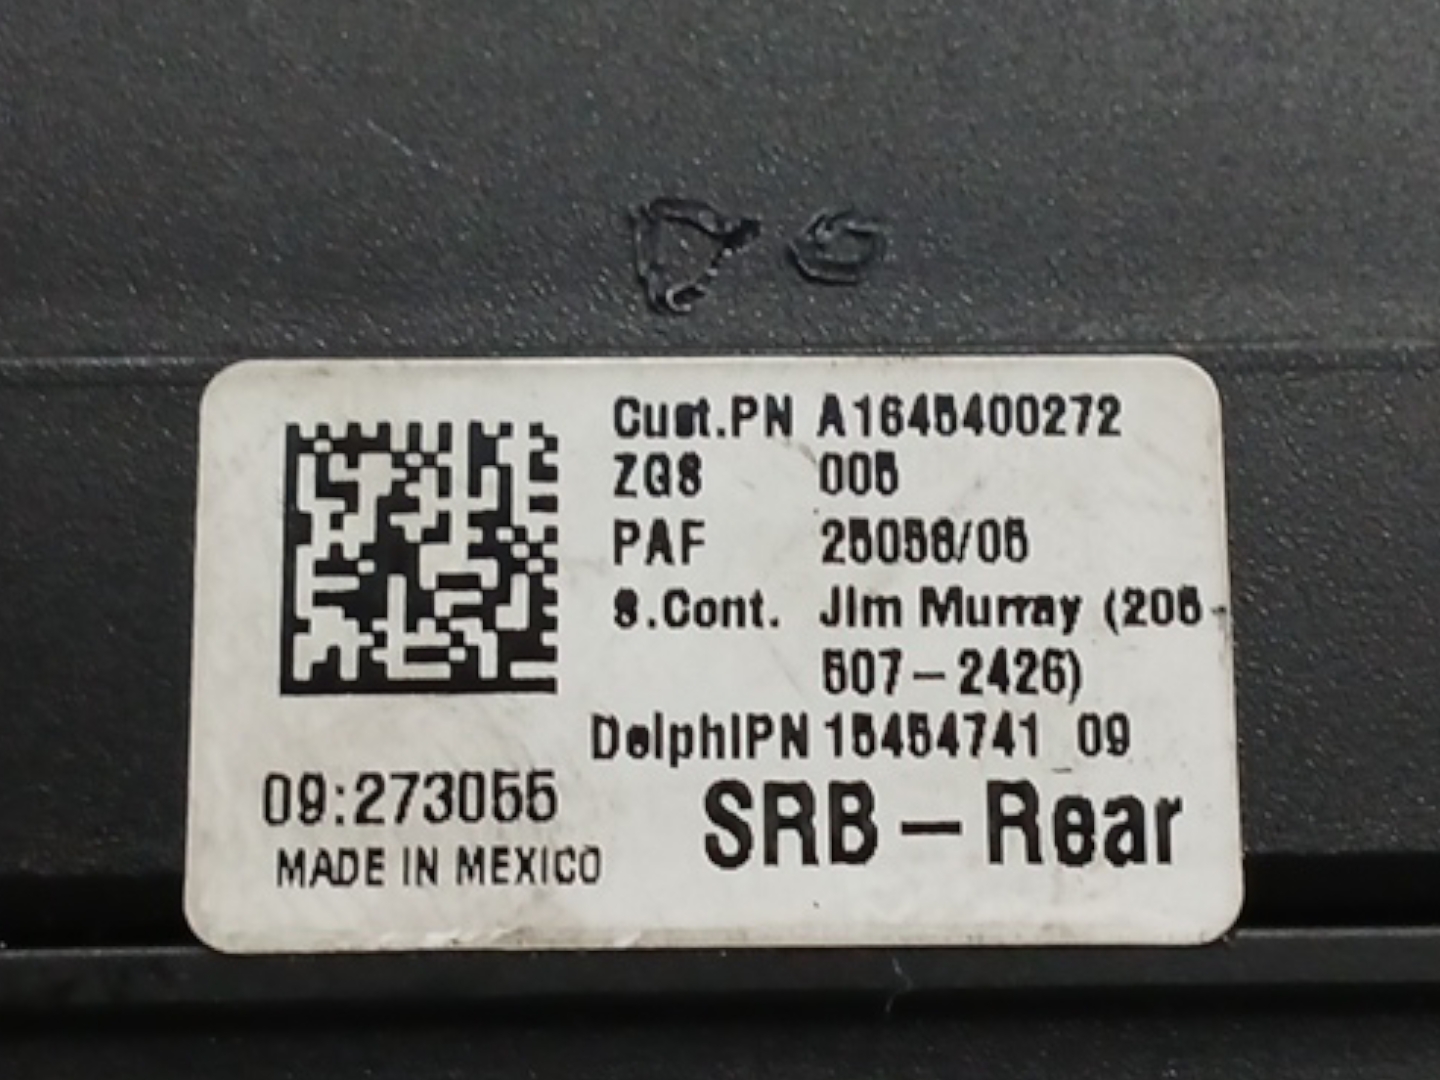 Cust.PN A1645400272
ZGS 005
PAF 25056/05
S.Cont. Jim Murray (205-
507-2426)
DelphiPN 15454741 09
09:273055
SRB-Rear
MADE IN MEXICO